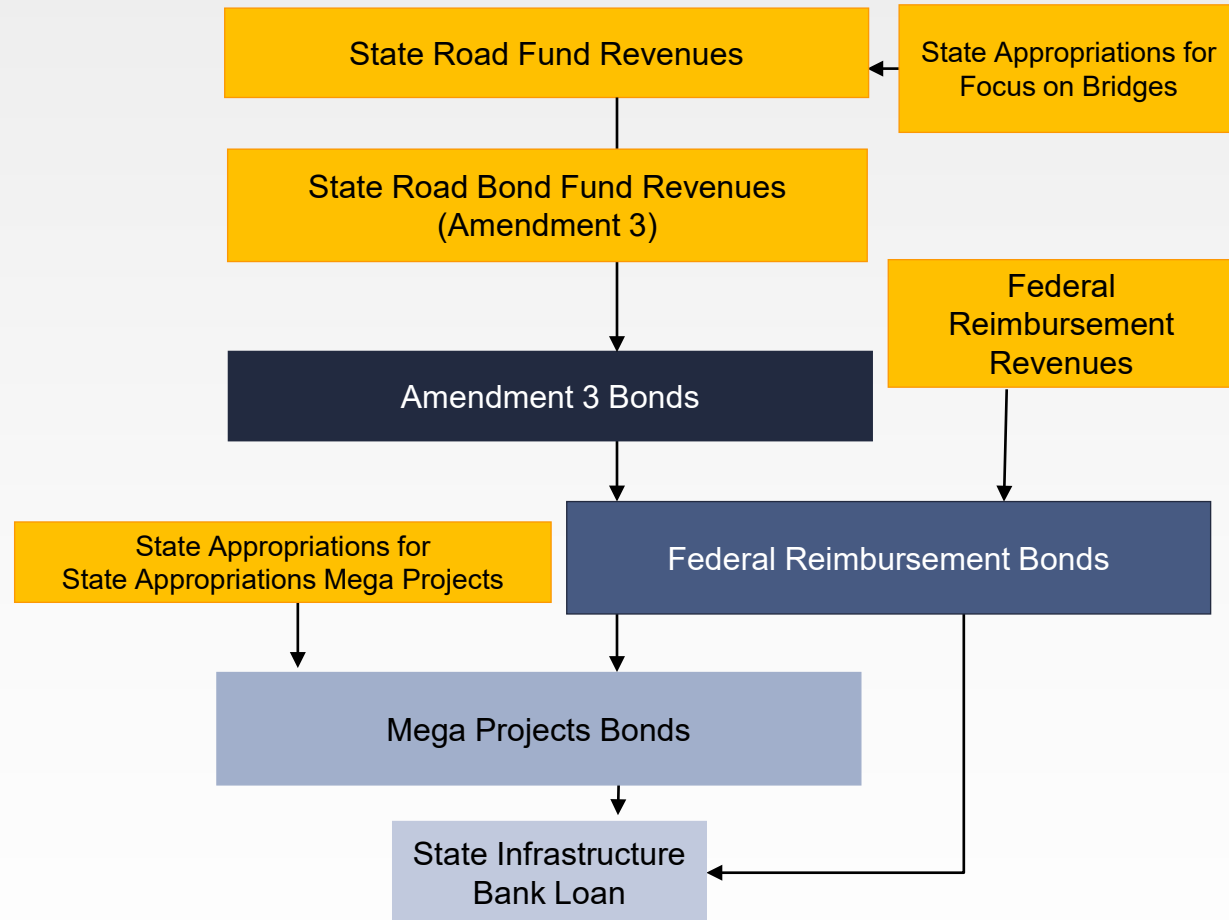 State Road Fund Revenues
State Appropriations for
Focus on Bridges
State Road Bond Fund Revenues
(Amendment 3)
Federal
Reimbursement
Revenues
Amendment 3 Bonds
Federal Reimbursement Bonds
State Appropriations for
State Appropriations Mega Projects
Mega Projects Bonds
State Infrastructure
Bank Loan